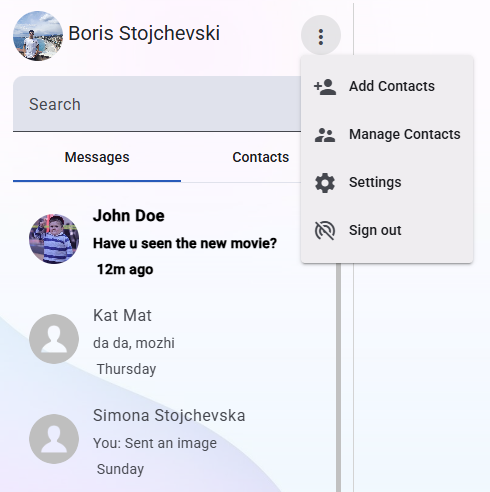 Boris Stojchevski
Search
Messages
Contacts
Add Contacts
Manage Contacts
Settings
Sign out
John Doe
Have u seen the new movie?
12m ago
Kat Mat
da da, mozhi
Thursday
Simona Stojchevska
You: Sent an image
Sunday